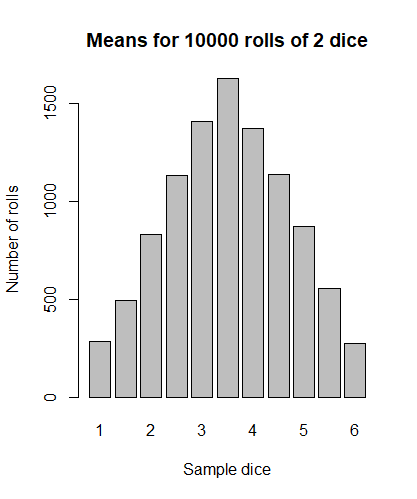 Means for 10000 rolls of 2 dice
Number of rolls
1500
1000
500
0
1 2 3 4 5 6
Sample dice